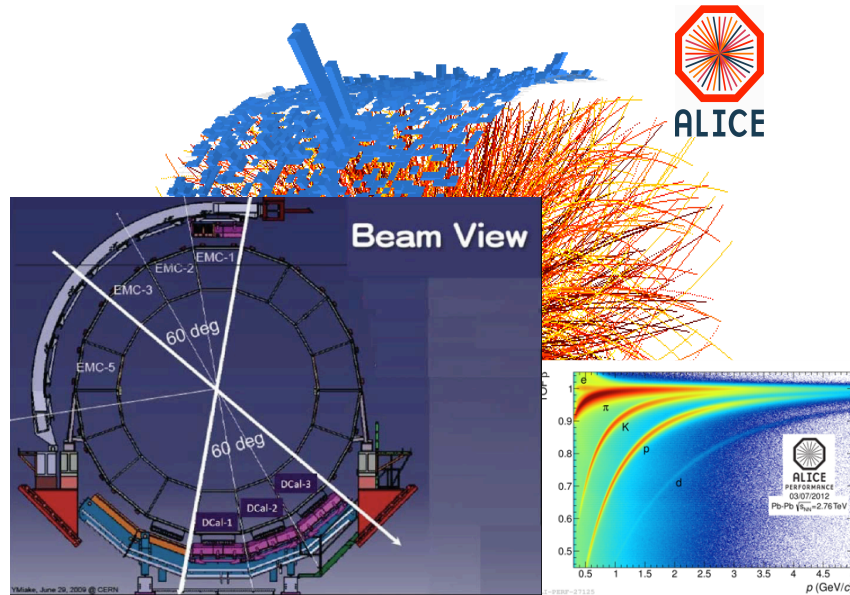 ALICE
Beam View
EMC-1
EMC-2
EMC-3
60 deg
EMC-5
60 deg
DCal-3
DCal-2
DCal-1
YMiake, June 29, 2009 @ CERN
1
0.9
0.8
0.7
0.6
0.5
e
π
K
p
d
ALICE
PERFORMANCE
03/07/2012
Pb-Pb √sNN=2.76TeV
0.5 1 1.5 2 2.5 3 3.5 4 4.5
p (GeV/c